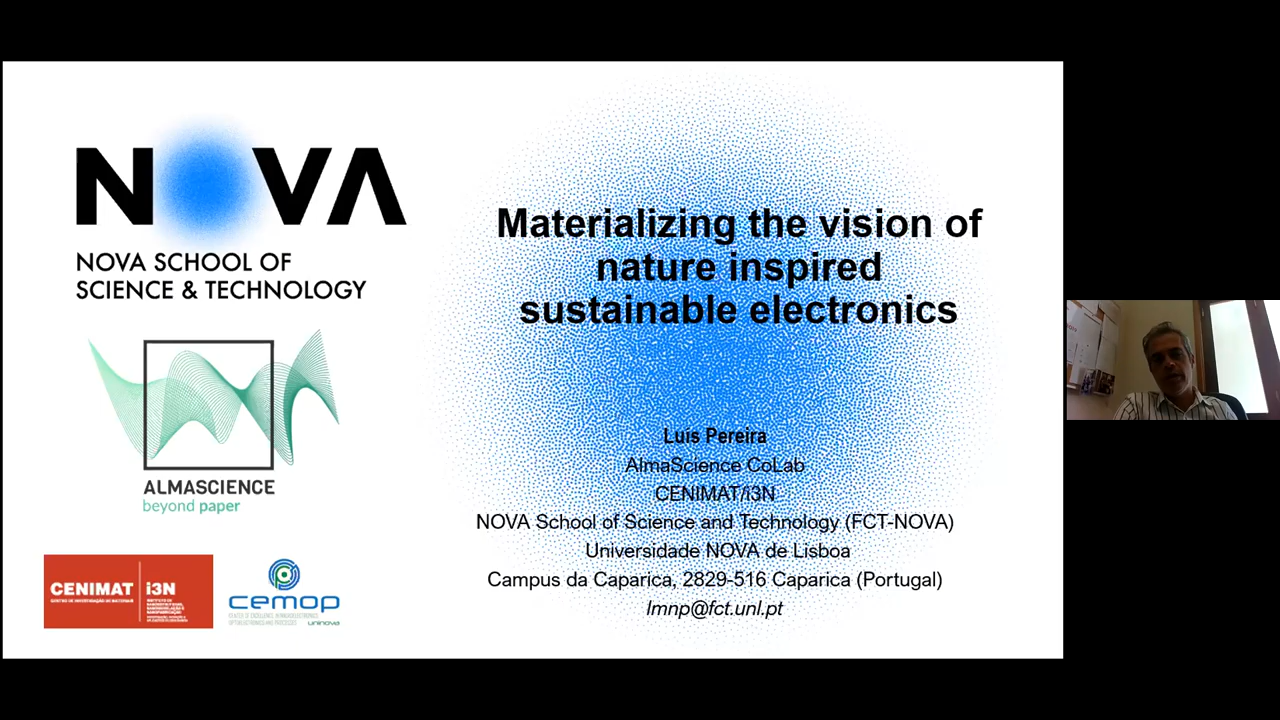 NOVA
NOVA SCHOOL OF
SCIENCE & TECHNOLOGY
ALMASCIENCE
beyond paper
CENIMAT
i3N
cemop
uninova
Materializing the vision of
nature inspired
sustainable electronics
Luís Pereira
AlmaScience CoLab
CENIMAT/i3N
NOVA School of Science and Technology (FCT-NOVA)
Universidade NOVA de Lisboa
Campus da Caparica, 2829-516 Caparica (Portugal)
lmnp@fct.unl.pt